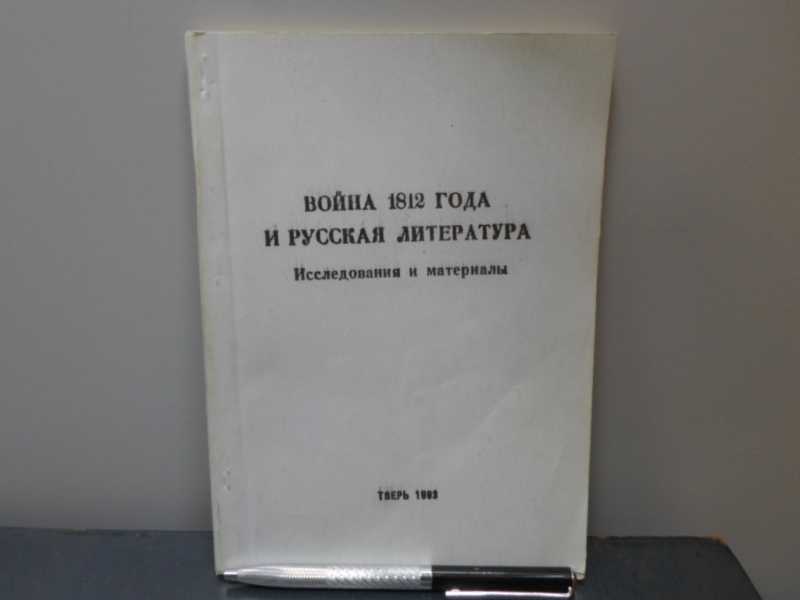 ВОЙНА 1812 ГОДА
И РУССКАЯ ЛИТЕРАТУРА
Исследования и материалы
ТВЕРЬ 1993